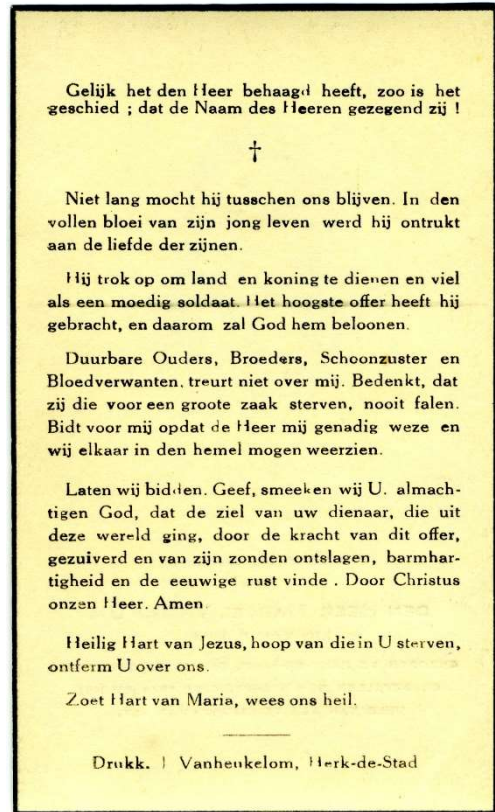 Gelijk het den Heer behaagd heeft, zoo is het
geschied ; dat de Naam des Heeren gezegend zij !
†
Niet lang mocht hij tusschen ons blijven. In den
vollen bloei van zijn jong leven werd hij ontrukt
aan de liefde der zijnen.
Hij trok op om land en koning te dienen en viel
als een moedig soldaat. Het hoogste offer heeft hij
gebracht, en daarom zal God hem beloonen.
Duurbare Ouders, Broeders, Schoonzuster en
Bloedverwanten, treurt niet over mij. Bedenkt, dat
zij die voor een groote zaak sterven, nooit falen.
Bidt voor mij opdat de Heer mij genadig weze en
wij elkaar in den hemel mogen weerzien.
Laten wij bidden. Geef, smeeken wij U. almach-
tigen God, dat de ziel van uw dienaar, die uit
deze wereld ging, door de kracht van dit offer,
gezuiverd en van zijn zonden ontslagen, barmhar-
tigheid en de eeuwige rust vinde . Door Christus
onzen Heer. Amen.
Heilig Hart van Jezus, hoop van die in U sterven,
ontferm U over ons.
Zoet Hart van Maria, wees ons heil.
Drukk. Vanheukelom, Herk-de-Stad